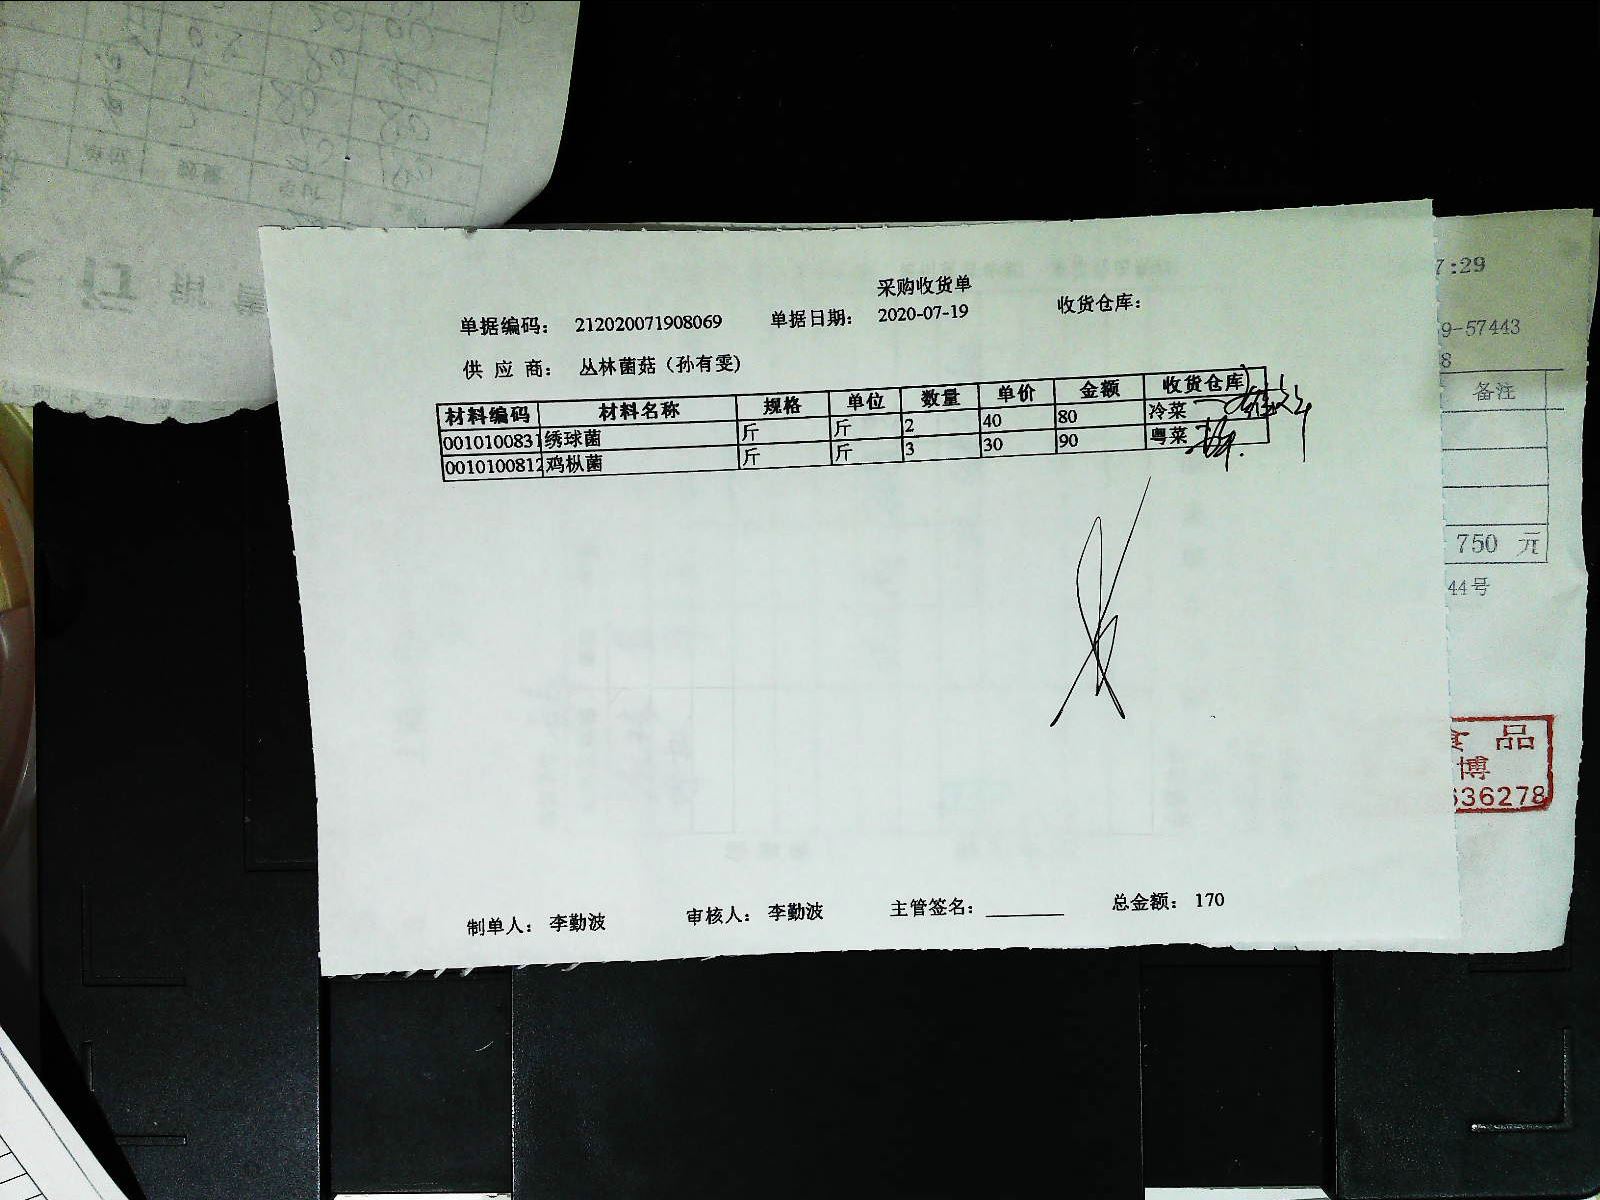 采购收货单
单据编码： 212020071908069 单据日期： 2020-07-19 收货仓库：
供 应 商： 丛林菌菇（孙有雯）
材料编码 材料名称 规格 单位 数量 单价 金额 收货仓库
0010100831 绣球菌 斤 斤 2 40 80 冷菜
0010100812 鸡枞菌 斤 斤 3 30 90 粤菜
制单人： 李勤波 审核人： 李勤波 主管签名： 总金额： 170
7:29
9-57443
8
备注
750 元
44号
食 品
博
636278